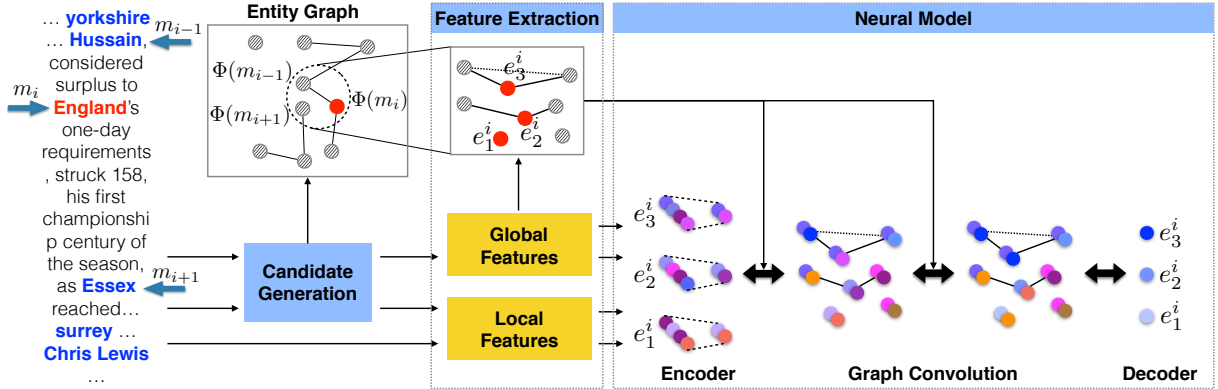 … yorkshire
… Hussain,
considered
surplus to
England's
one-day
requirements
, struck 158,
his first
championshi
p century of
the season,
as Essex
reached…
surrey …
Chris Lewis
…
m_{i−1}
m_i
m_{i+1}
Entity Graph
Φ(m_{i−1})
Φ(m_i)
Φ(m_{i+1})
Candidate
Generation
Feature Extraction
e_3^i
e_2^i
e_1^i
Global
Features
Local
Features
Neural Model
e_3^i
e_2^i
e_1^i
e_3^i
e_2^i
e_1^i
Encoder
Graph Convolution
Decoder